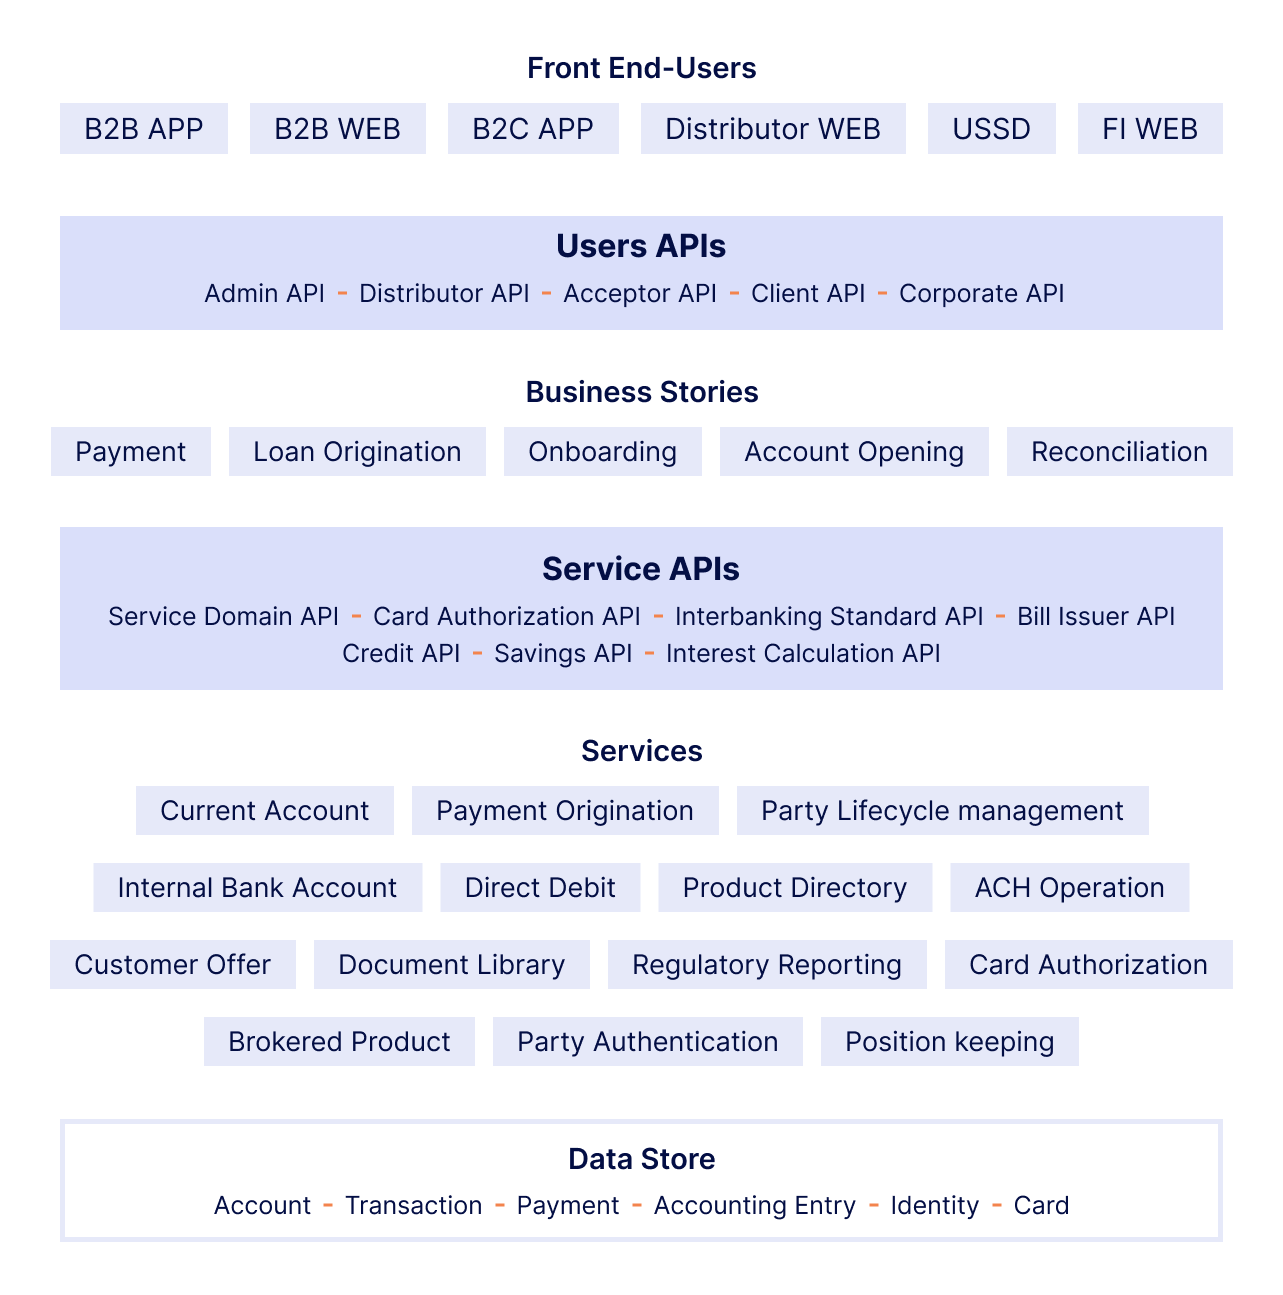 Front End-Users
B2B APP B2B WEB B2C APP Distributor WEB USSD FI WEB
Users APIs
Admin API - Distributor API - Acceptor API - Client API - Corporate API
Business Stories
Payment Loan Origination Onboarding Account Opening Reconciliation
Service APIs
Service Domain API - Card Authorization API - Interbanking Standard API - Bill Issuer API
Credit API - Savings API - Interest Calculation API
Services
Current Account Payment Origination Party Lifecycle management
Internal Bank Account Direct Debit Product Directory ACH Operation
Customer Offer Document Library Regulatory Reporting Card Authorization
Brokered Product Party Authentication Position keeping
Data Store
Account - Transaction - Payment - Accounting Entry - Identity - Card